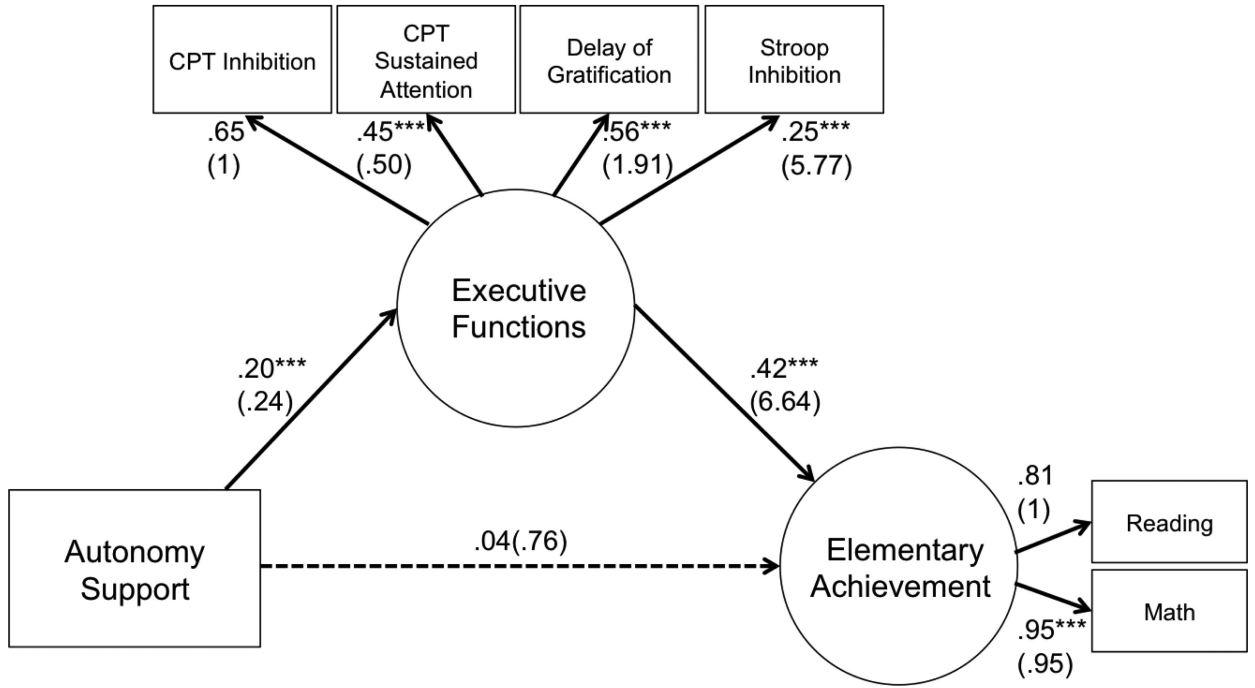 CPT Inhibition
CPT
Sustained
Attention
Delay of
Gratification
Stroop
Inhibition
.65
(1)
.45***
(.50)
.56***
(1.91)
.25***
(5.77)
Executive
Functions
.20***
(.24)
.42***
(6.64)
Autonomy
Support
.04(.76)
Elementary
Achievement
.81
(1)
Reading
Math
.95***
(.95)